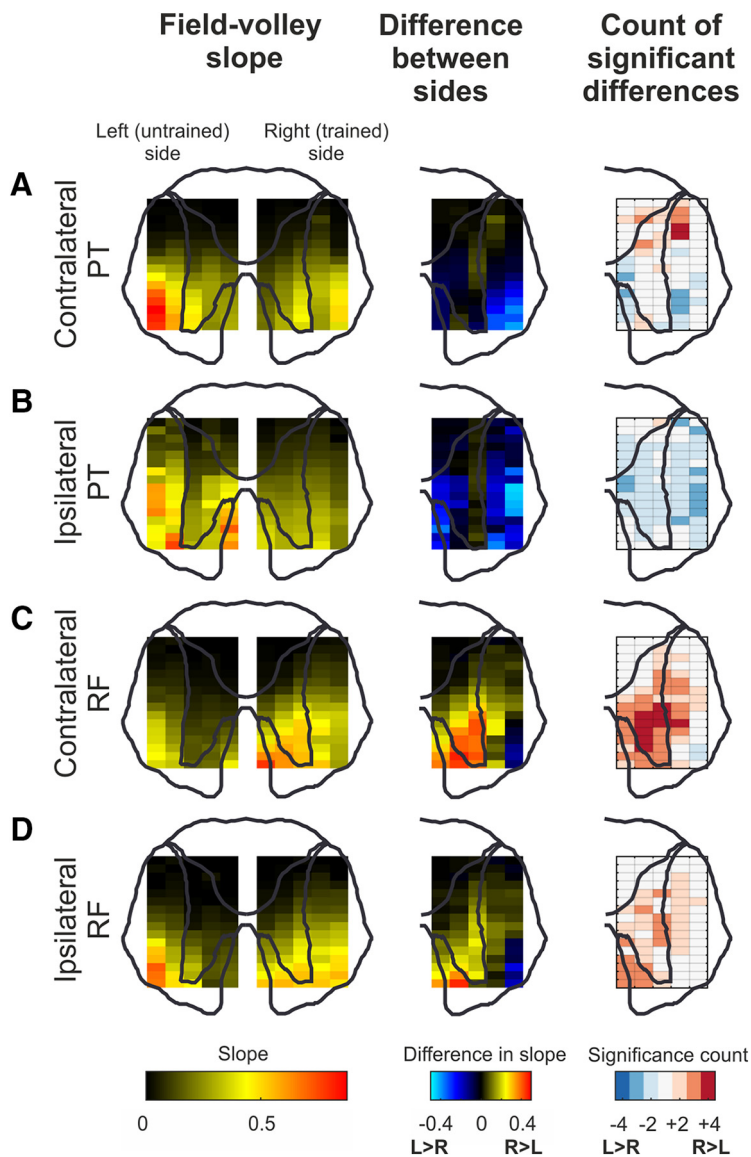 Field-volley
slope
Difference
between
sides
Count of
significant
differences
Left (untrained)
side
Right (trained)
side
A
Contralateral
PT
B
Ipsilateral
PT
C
Contralateral
RF
D
Ipsilateral
RF
Slope
0
0.5
Difference in slope
-0.4 0 0.4
L>R R>L
Significance count
-4 -2 +2 +4
L>R R>L